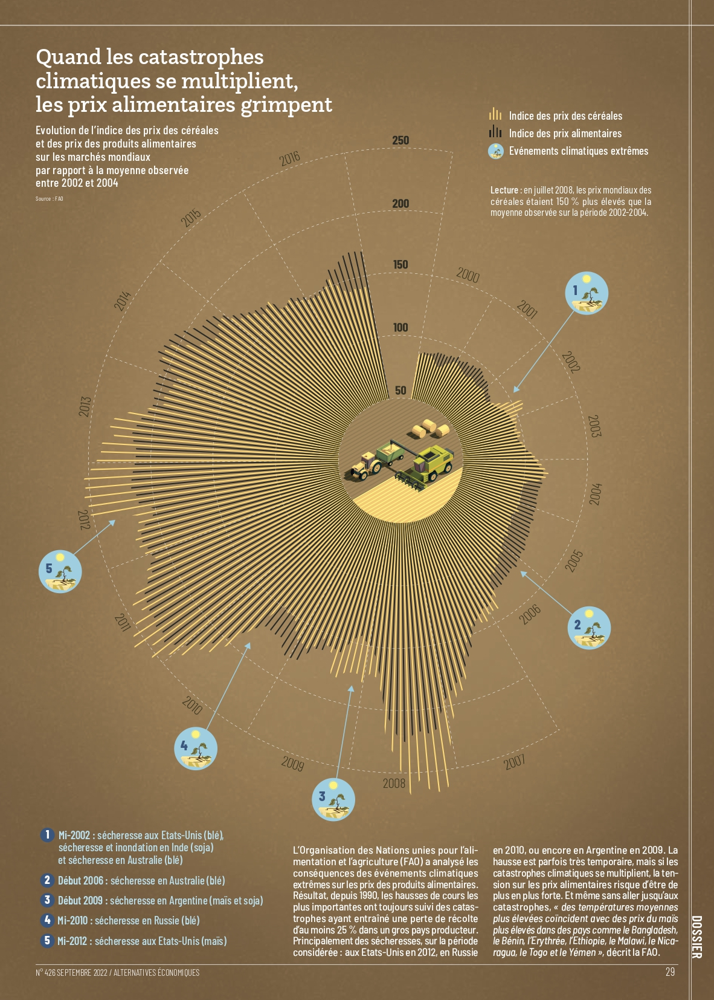 Quand les catastrophes
climatiques se multiplient,
les prix alimentaires grimpent
Evolution de l'indice des prix des céréales
et des prix des produits alimentaires
sur les marchés mondiaux
par rapport à la moyenne observée
entre 2002 et 2004
Source : FAO
Indice des prix des céréales
Indice des prix alimentaires
Evénements climatiques extrêmes
Lecture : en juillet 2008, les prix mondiaux des
céréales étaient 150 % plus élevés que la
moyenne observée sur la période 2002-2004.
250
200
150
100
50
2000
2001
2002
2003
2004
2005
2006
2007
2008
2009
2010
2011
2012
2013
2014
2015
2016
1
2
3
4
5
1 Mi-2002 : sécheresse aux Etats-Unis (blé),
sécheresse et inondation en Inde (soja)
et sécheresse en Australie (blé)
2 Début 2006 : sécheresse en Australie (blé)
3 Début 2009 : sécheresse en Argentine (maïs et soja)
4 Mi-2010 : sécheresse en Russie (blé)
5 Mi-2012 : sécheresse aux Etats-Unis (maïs)
L'Organisation des Nations unies pour l'ali-
mentation et l'agriculture (FAO) a analysé les
conséquences des événements climatiques
extrêmes sur les prix des produits alimentaires.
Résultat, depuis 1990, les hausses de cours les
plus importantes ont toujours suivi des catas-
trophes ayant entraîné une perte de récolte
d'au moins 25 % dans un gros pays producteur.
Principalement des sécheresses, sur la période
considérée : aux Etats-Unis en 2012, en Russie
en 2010, ou encore en Argentine en 2009. La
hausse est parfois très temporaire, mais si les
catastrophes climatiques se multiplient, la ten-
sion sur les prix alimentaires risque d'être de
plus en plus forte. Et même sans aller jusqu'aux
catastrophes, « des températures moyennes
plus élevées coïncident avec des prix du maïs
plus élevés dans des pays comme le Bangladesh,
le Bénin, l'Erythrée, l'Ethiopie, le Malawi, le Nica-
ragua, le Togo et le Yémen », décrit la FAO.
DOSSIER
N° 426 SEPTEMBRE 2022 / ALTERNATIVES ÉCONOMIQUES
29